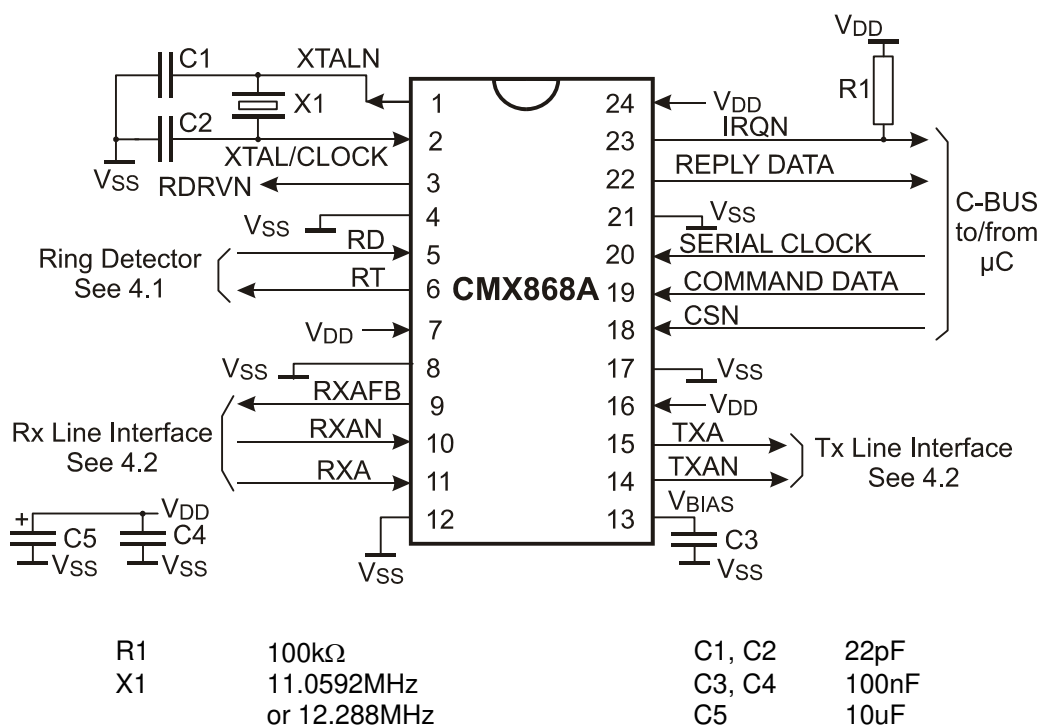 C1 XTALN
X1
C2
XTAL/CLOCK
VSS
RDRVN
VSS
RD
Ring Detector
See 4.1
RT
VDD
VSS
RXAFB
Rx Line Interface
See 4.2
RXAN
RXA
VDD
+
C5 C4
VSS VSS
VSS
1
2
3
4
5
6
7
8
9
10
11
12
CMX868A
24
23
22
21
20
19
18
17
16
15
14
13
VDD
R1
VDD
IRQN
REPLY DATA
VSS
SERIAL CLOCK
COMMAND DATA
CSN
C-BUS
to/from
µC
VSS
VDD
TXA
TXAN
Tx Line Interface
See 4.2
VBIAS
C3
VSS
R1 100kΩ C1, C2 22pF
X1 11.0592MHz C3, C4 100nF
or 12.288MHz C5 10uF